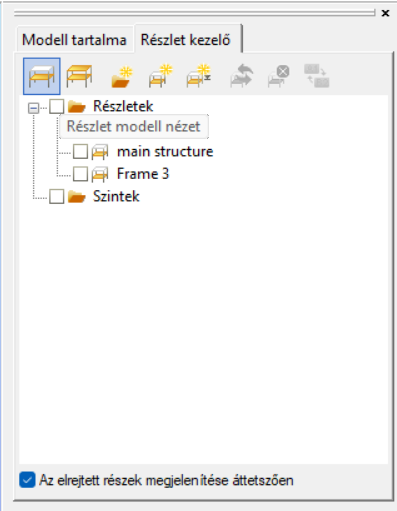 Modell tartalma Részlet kezelő
Részletek
Részlet modell nézet
main structure
Frame 3
Szintek
Az elrejtett részek megjelenítése áttetszően